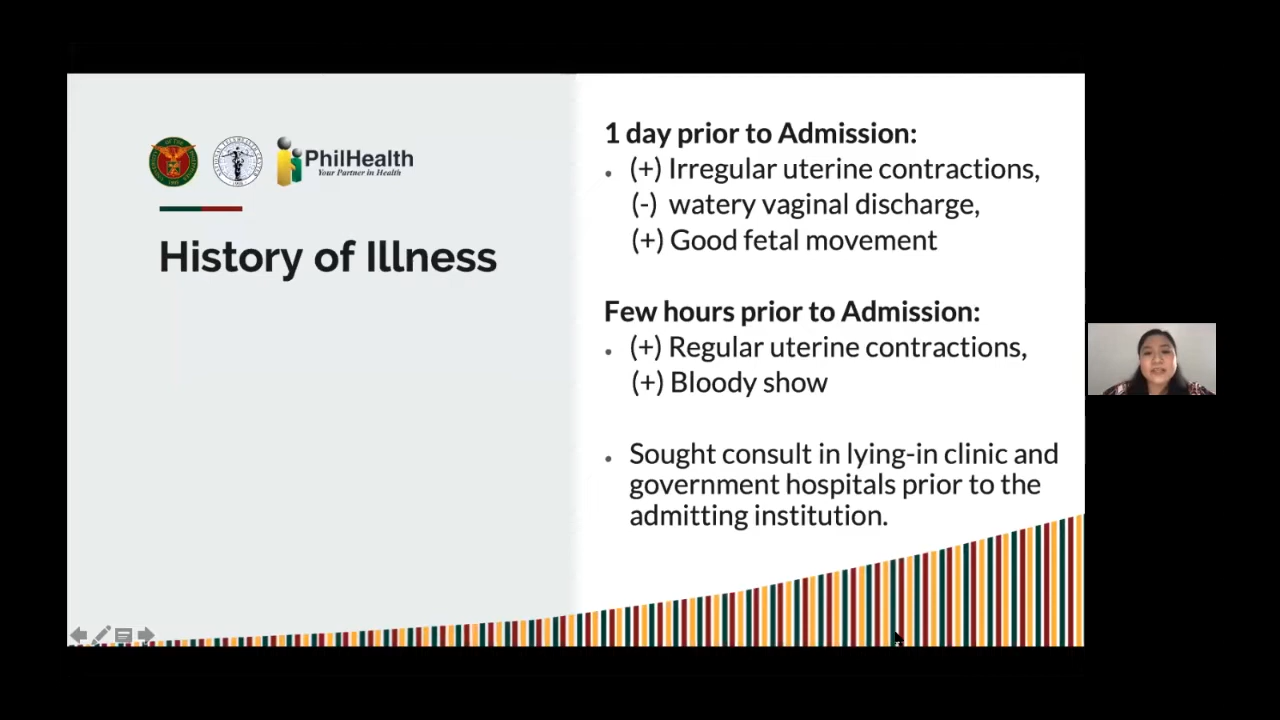 PhilHealth
Your Partner in Health
History of Illness
1 day prior to Admission:
• (+) Irregular uterine contractions,
(-) watery vaginal discharge,
(+) Good fetal movement
Few hours prior to Admission:
• (+) Regular uterine contractions,
(+) Bloody show
• Sought consult in lying-in clinic and
government hospitals prior to the
admitting institution.